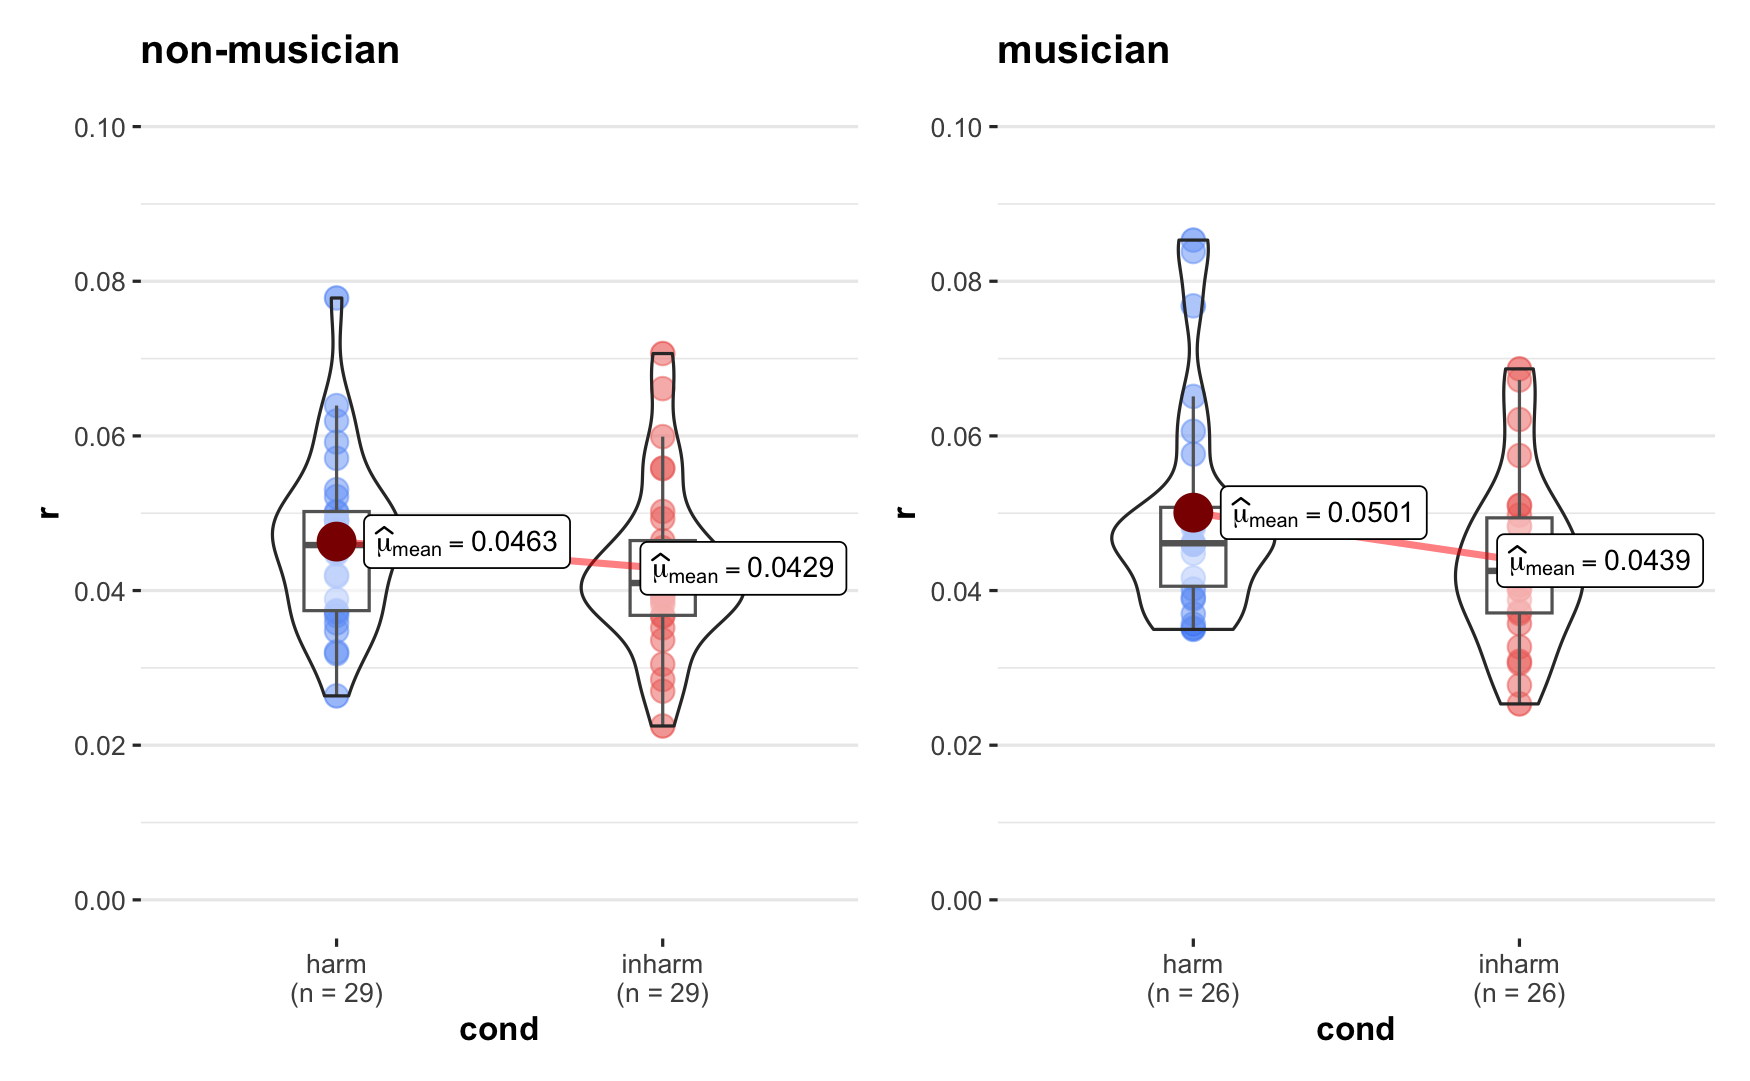 non-musician
0.10
0.08
0.06
0.04
0.02
0.00
r
μ̂mean = 0.0463
μ̂mean = 0.0429
harm
(n = 29)
inharm
(n = 29)
cond
musician
0.10
0.08
0.06
0.04
0.02
0.00
r
μ̂mean = 0.0501
μ̂mean = 0.0439
harm
(n = 26)
inharm
(n = 26)
cond